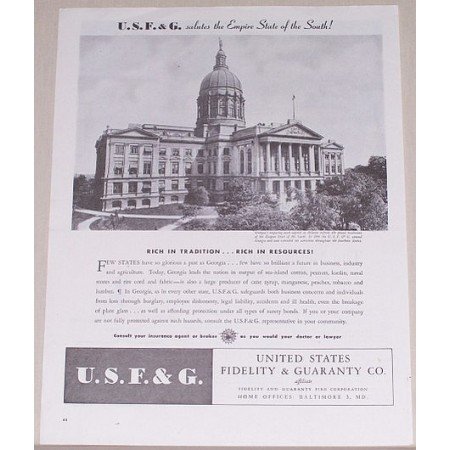 U.S.F.&G. salutes the Empire State of the South!
RICH IN TRADITION . . . RICH IN RESOURCES!
FEW STATES have so glorious a past as Georgia . . . few have so brilliant a future in business, industry
and agriculture. Today, Georgia leads the nation in output of sea-island cotton, peanuts, kaolin, naval
stores and tire cord and fabric—is also a large producer of cane syrup, manganese, peaches, tobacco and
lumber. ¶ In Georgia, as in every other state, U.S.F.&G. safeguards both business concerns and individuals
from loss through burglary, employee dishonesty, legal liability, accidents and ill health, even the breakage
of plate glass . . . as well as affording protection under all types of surety bonds. If you or your company
are not fully protected against such hazards, consult the U.S.F.&G. representative in your community.
Consult your insurance agent or broker as you would your doctor or lawyer
U.S.F.&G.
UNITED STATES
FIDELITY & GUARANTY CO.
affiliate
FIDELITY AND GUARANTY FIRE CORPORATION
HOME OFFICES: BALTIMORE 3, MD.